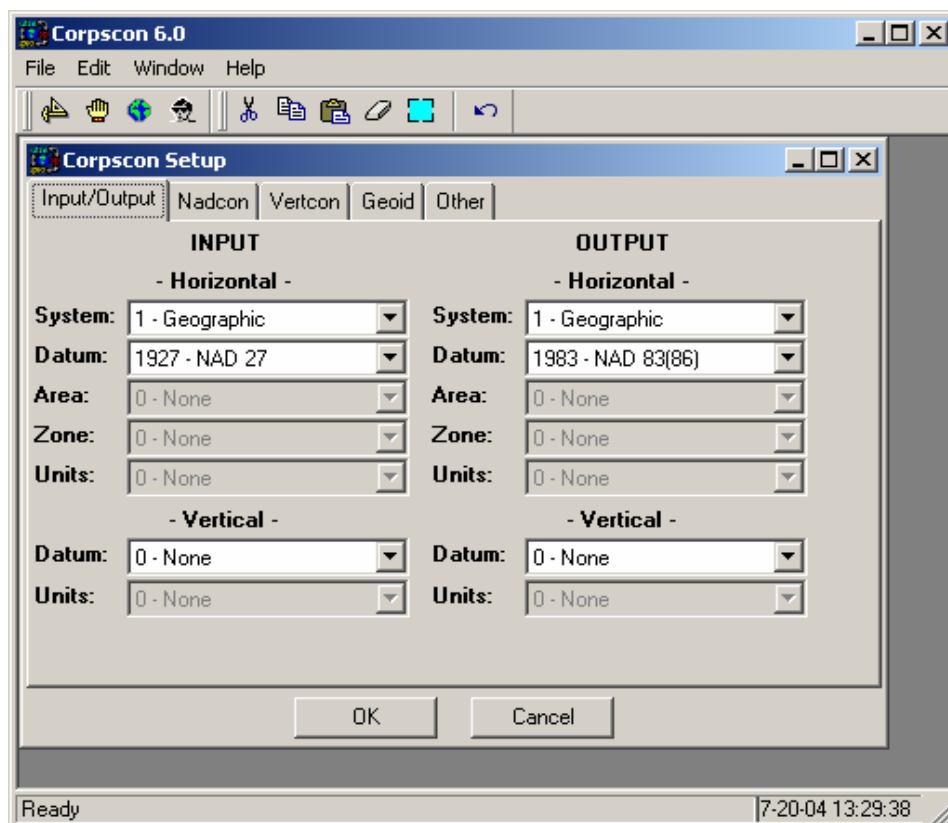 Corpscon 6.0
File Edit Window Help
Corpscon Setup
Input/Output Nadcon Vertcon Geoid Other
INPUT OUTPUT
- Horizontal - - Horizontal -
System: 1 - Geographic System: 1 - Geographic
Datum: 1927 - NAD 27 Datum: 1983 - NAD 83(86)
Area: 0 - None Area: 0 - None
Zone: 0 - None Zone: 0 - None
Units: 0 - None Units: 0 - None
- Vertical - - Vertical -
Datum: 0 - None Datum: 0 - None
Units: 0 - None Units: 0 - None
OK Cancel
Ready 7-20-04 13:29:38